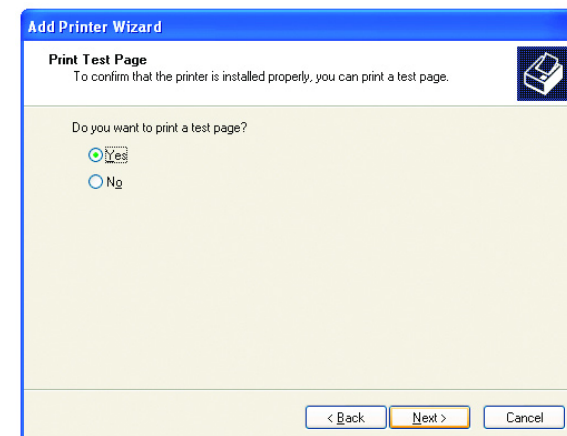 Add Printer Wizard
Print Test Page
To confirm that the printer is installed properly, you can print a test page.
Do you want to print a test page?
Yes
No
< Back Next > Cancel